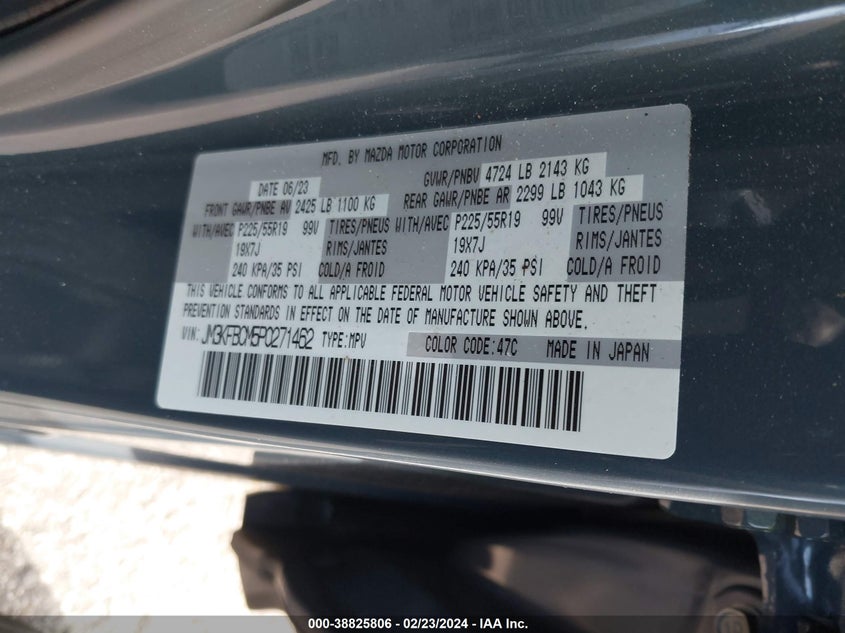 MFD. BY MAZDA MOTOR CORPORATION
DATE 06/23 GVWR/PNBV 4724 LB 2143 KG
FRONT GAWR/PNBE AV 2425 LB 1100 KG REAR GAWR/PNBE AR 2299 LB 1043 KG
WITH/AVEC P225/55R19 99V TIRES/PNEUS WITH/AVEC P225/55R19 99V TIRES/PNEUS
19X7J RIMS/JANTES 19X7J RIMS/JANTES
240 KPA/35 PSI COLD/A FROID 240 KPA/35 PSI COLD/A FROID
THIS VEHICLE CONFORMS TO ALL APPLICABLE FEDERAL MOTOR VEHICLE SAFETY AND THEFT
PREVENTION STANDARDS IN EFFECT ON THE DATE OF MANUFACTURE SHOWN ABOVE.
VIN: JM3KFBCM5P0271462 TYPE:MPV COLOR CODE:47C MADE IN JAPAN
000-38825806 - 02/23/2024 - IAA Inc.